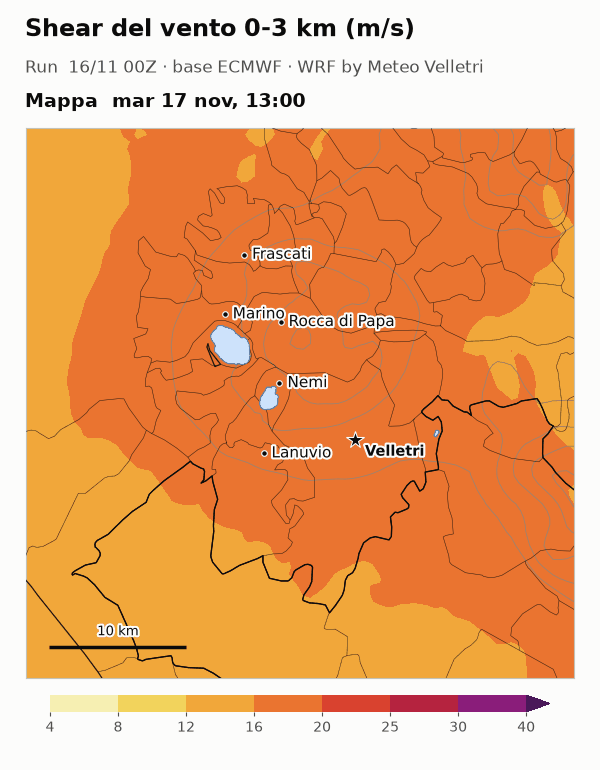 Shear del vento 0-3 km (m/s)
Run  16/11 00Z · base ECMWF · WRF by Meteo Velletri
Mappa  mar 17 nov, 13:00
Frascati
Marino
Rocca di Papa
Nemi
Velletri
Lanuvio
10 km
4 8 12 16 20 25 30 40